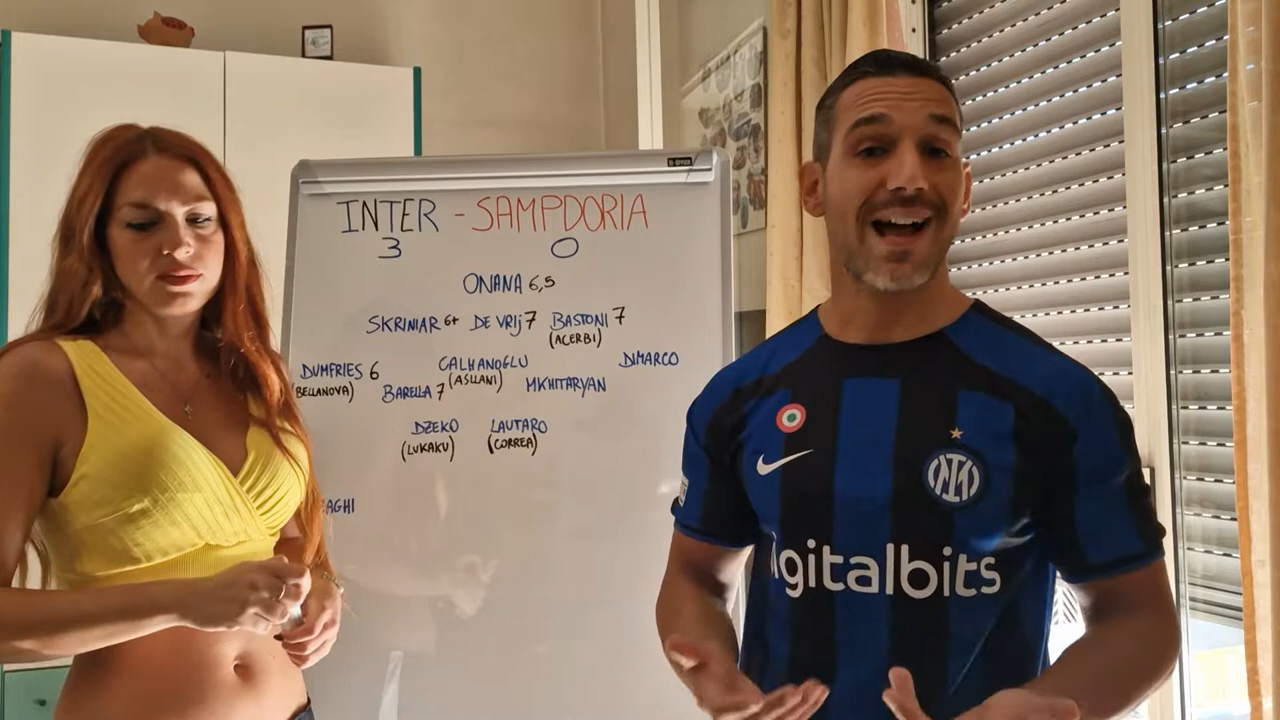 INTER - SAMPDORIA
3 0
ONANA 6,5
SKRINIAR 6+ DE VRIJ 7 BASTONI 7
(ACERBI)
DUMFRIES 6 CALHANOGLU DIMARCO
(BELLANOVA) BARELLA 7 (ASLLANI) MKHITARYAN
DZEKO LAUTARO
(LUKAKU) (CORREA)
AGHI
igitalbits